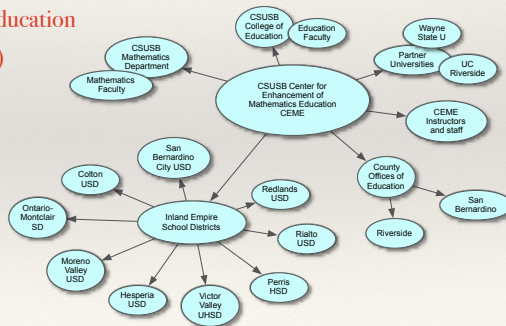 ducation
)
CSUSB
College of
Education
Education
Faculty
Wayne
State U
Partner
Universities
UC
Riverside
CSUSB
Mathematics
Department
Mathematics
Faculty
CSUSB Center for
Enhancement of
Mathematics Education
CEME
CEME
Instructors
and staff
County
Offices of
Education
San
Bernardino
Riverside
San
Bernardino
City USD
Colton
USD
Redlands
USD
Ontario-
Montclair
SD
Inland Empire
School Districts
Rialto
USD
Moreno
Valley
USD
Hesperia
USD
Victor
Valley
UHSD
Perris
HSD